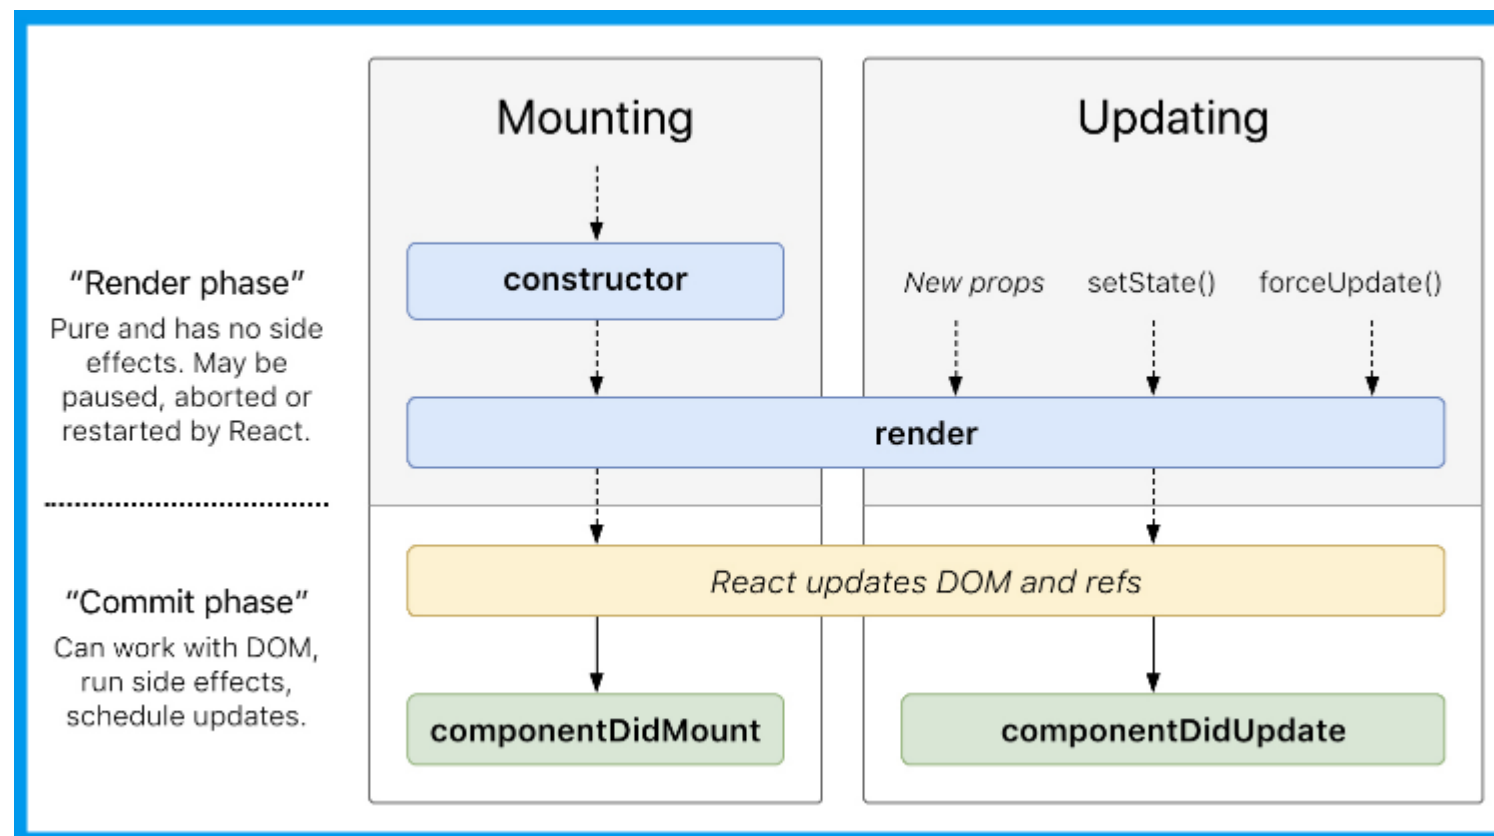 Mounting
Updating
“Render phase”
Pure and has no side
effects. May be
paused, aborted or
restarted by React.
constructor
New props
setState()
forceUpdate()
render
“Commit phase”
Can work with DOM,
run side effects,
schedule updates.
React updates DOM and refs
componentDidMount
componentDidUpdate